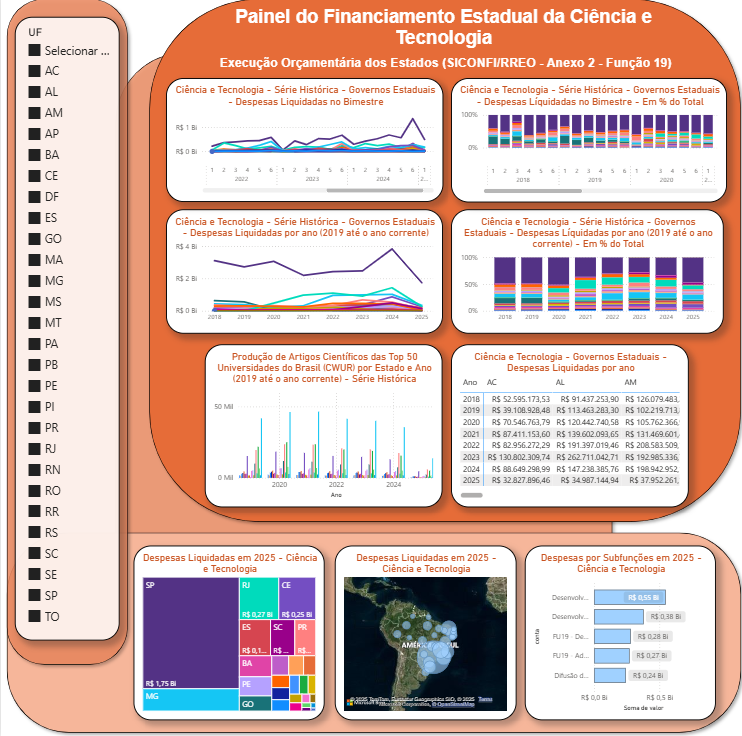 Painel do Financiamento Estadual da Ciência e
Tecnologia
Execução Orçamentária dos Estados (SICONFI/RREO - Anexo 2 - Função 19)
UF
Selecionar ...
AC
AL
AM
AP
BA
CE
DF
ES
GO
MA
MG
MS
MT
PA
PB
PE
PI
PR
RJ
RN
RO
RR
RS
SC
SE
SP
TO
Ciência e Tecnologia - Série Histórica - Governos Estaduais
- Despesas Liquidadas no Bimestre
R$ 1 Bi
R$ 0 Bi
1 2 3 4 5 6 1 2 3 4 5 6 1 2 3 4 5 6 1
2022 2023 2024 2...
Ciência e Tecnologia - Série Histórica - Governos Estaduais
- Despesas Líquidadas no Bimestre - Em % do Total
100%
0%
1 2 3 4 5 6 1 2 3 4 5 6 1 2 3 4 5 6 1
2018 2019 2020 2...
Ciência e Tecnologia - Série Histórica - Governos Estaduais
- Despesas Liquidadas por ano (2019 até o ano corrente)
R$ 4 Bi
R$ 2 Bi
R$ 0 Bi
2018 2019 2020 2021 2022 2023 2024 2025
Ciência e Tecnologia - Série Histórica - Governos
Estaduais - Despesas Líquidadas por ano (2019 até o ano
corrente) - Em % do Total
100%
50%
0%
2018 2019 2020 2021 2022 2023 2024 2025
Produção de Artigos Científicos das Top 50
Universidades do Brasil (CWUR) por Estado e Ano
(2019 até o ano corrente) - Série Histórica
50 Mil
0 Mil
2020 2022 2024
Ano
Ciência e Tecnologia - Governos Estaduais -
Despesas Liquidadas por ano
Ano AC AL AM
2018 R$ 52.595.173,53 R$ 91.437.253,90 R$ 126.079.483,
2019 R$ 39.108.928,48 R$ 113.463.283,30 R$ 102.219.713,
2020 R$ 70.546.763,79 R$ 120.442.740,58 R$ 105.762.366,
2021 R$ 87.411.153,60 R$ 139.602.093,65 R$ 131.469.601,
2022 R$ 82.956.272,29 R$ 191.397.019,46 R$ 208.583.509,
2023 R$ 130.802.309,74 R$ 262.711.042,71 R$ 192.985.336,
2024 R$ 88.649.298,99 R$ 147.238.385,76 R$ 198.942.952,
2025 R$ 32.827.896,46 R$ 34.987.144,94 R$ 37.952.261,
Despesas Liquidadas em 2025 - Ciência
e Tecnologia
SP
R$ 1,75 Bi
MG
RJ
R$ 0,27 Bi
CE
R$ 0,25 Bi
ES
R$ 0,1...
SC
R$ ...
PR
R$ ...
BA
PE
GO
Despesas Liquidadas em 2025 -
Ciência e Tecnologia
Despesas por Subfunções em 2025 -
Ciência e Tecnologia
conta
Desenvolv... R$ 0,55 Bi
Desenvolv... R$ 0,38 Bi
FU19 - De... R$ 0,28 Bi
FU19 - Ad... R$ 0,27 Bi
Difusão d... R$ 0,24 Bi
R$ 0,0 Bi R$ 0,5 Bi
Soma de valor